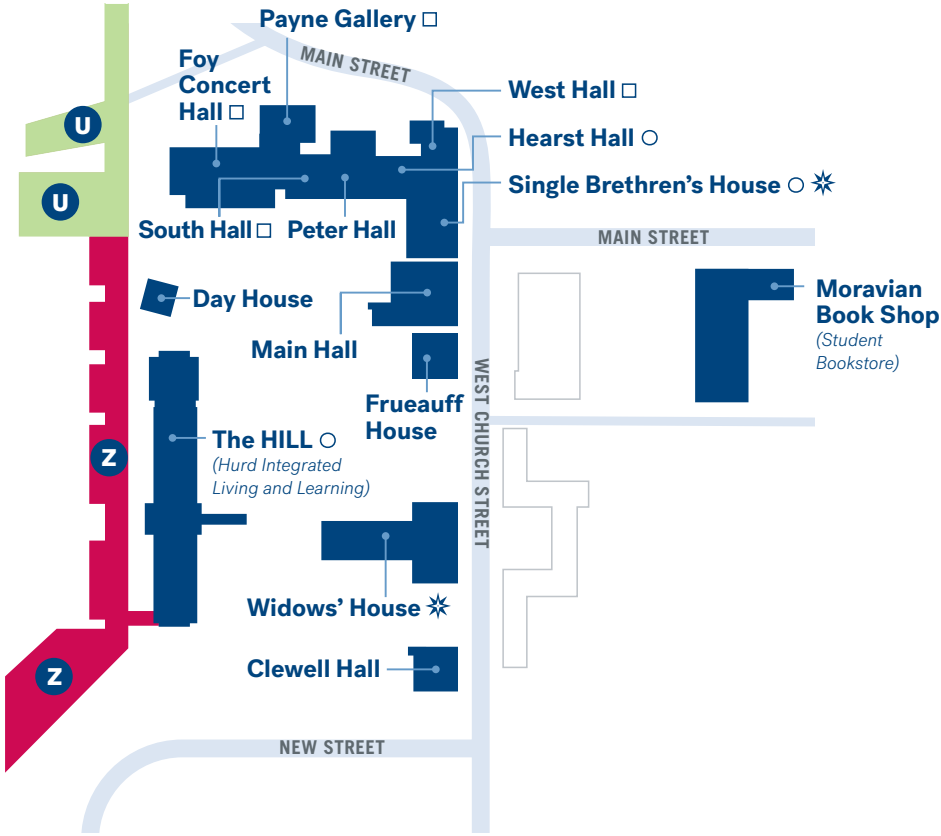 Payne Gallery □
MAIN STREET
Foy
Concert
Hall □
West Hall □
Hearst Hall ○
Single Brethren's House ○
U
U
South Hall □
Peter Hall
MAIN STREET
Day House
Moravian
Book Shop
(Student
Bookstore)
Main Hall
WEST CHURCH STREET
Frueauff
House
The HILL ○
(Hurd Integrated
Living and Learning)
Z
Widows' House
Clewell Hall
Z
NEW STREET